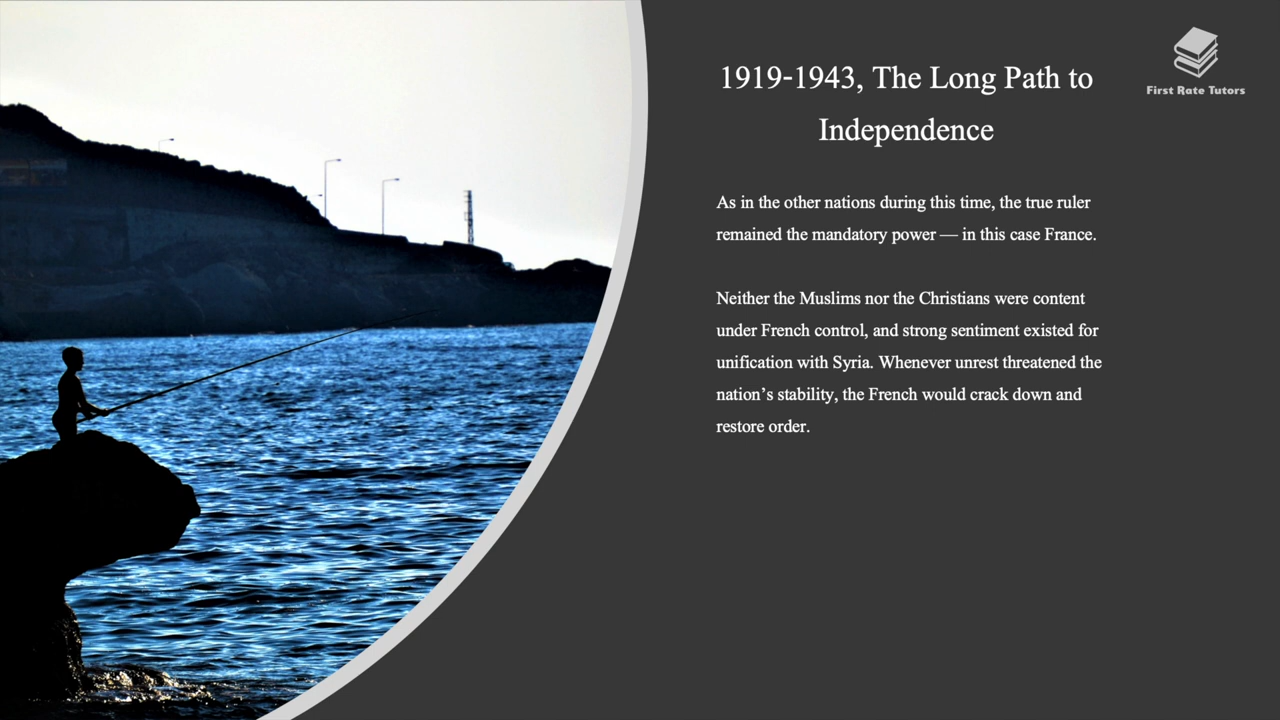 1919-1943, The Long Path to
Independence
First Rate Tutors
As in the other nations during this time, the true ruler
remained the mandatory power — in this case France.
Neither the Muslims nor the Christians were content
under French control, and strong sentiment existed for
unification with Syria. Whenever unrest threatened the
nation’s stability, the French would crack down and
restore order.